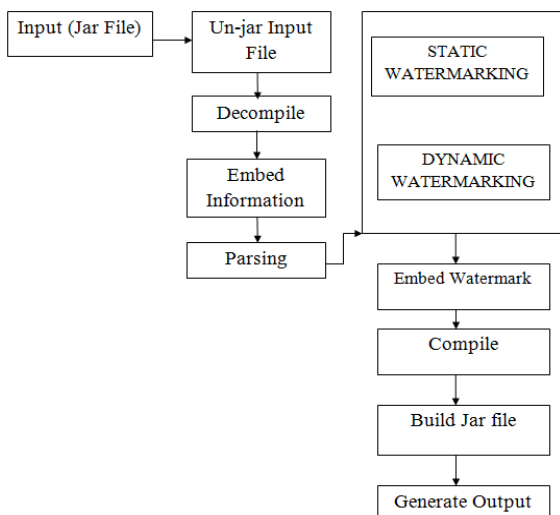 Input (Jar File)
Un-jar Input
File
Decompile
Embed
Information
Parsing
STATIC
WATERMARKING
DYNAMIC
WATERMARKING
Embed Watermark
Compile
Build Jar file
Generate Output